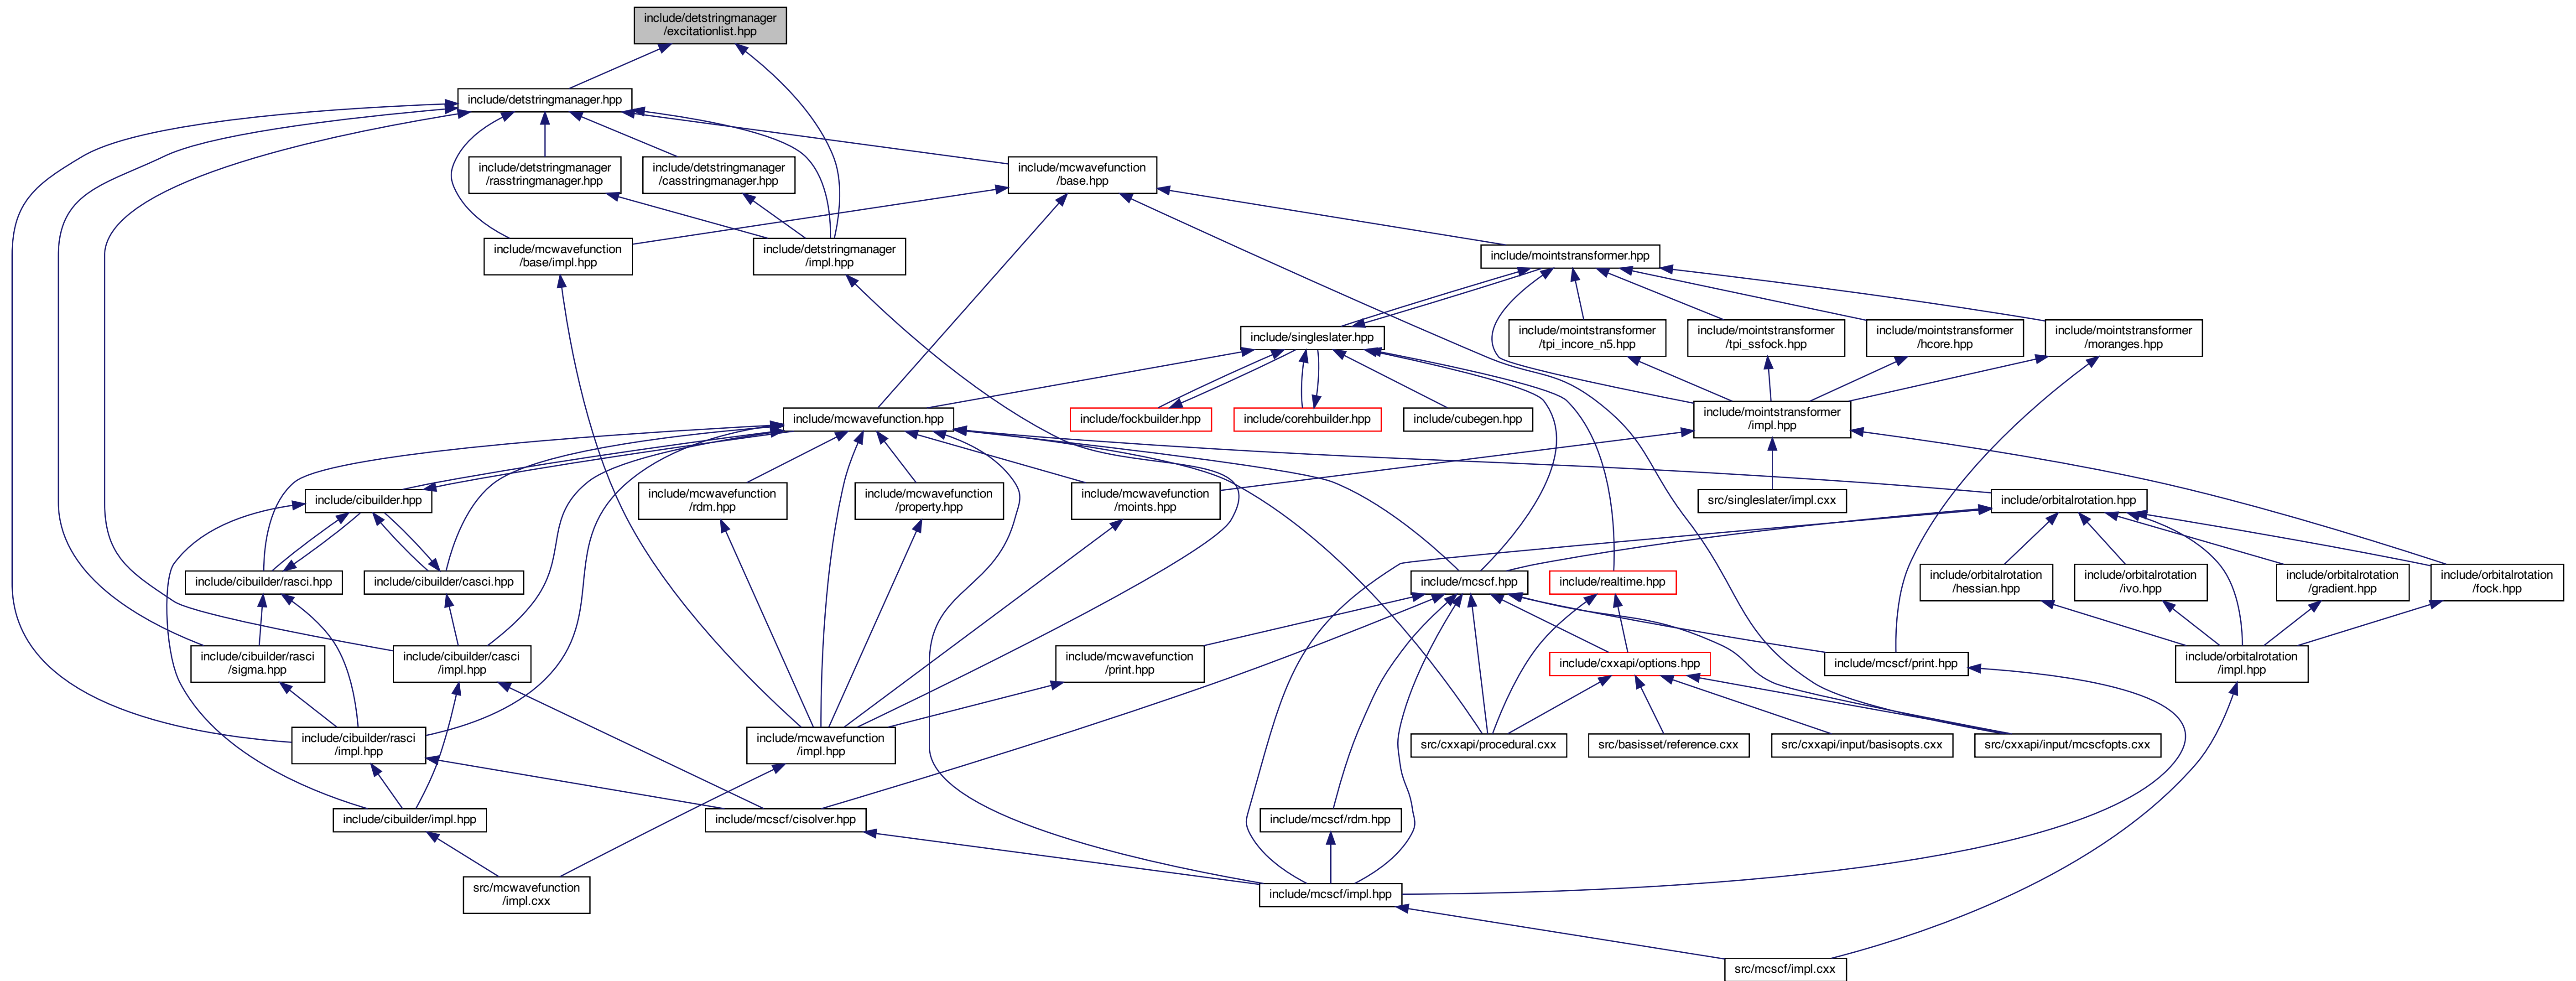 include/detstringmanager
/excitationlist.hpp
include/detstringmanager.hpp
include/detstringmanager
/rasstringmanager.hpp
include/detstringmanager
/casstringmanager.hpp
include/mcwavefunction
/base.hpp
include/mcwavefunction
/base/impl.hpp
include/detstringmanager
/impl.hpp
include/mointstransformer.hpp
include/singleslater.hpp
include/mointstransformer
/tpi_incore_n5.hpp
include/mointstransformer
/tpi_ssfock.hpp
include/mointstransformer
/hcore.hpp
include/mointstransformer
/moranges.hpp
include/mcwavefunction.hpp
include/fockbuilder.hpp
include/corehbuilder.hpp
include/cubegen.hpp
include/mointstransformer
/impl.hpp
include/cibuilder.hpp
include/mcwavefunction
/rdm.hpp
include/mcwavefunction
/property.hpp
include/mcwavefunction
/moints.hpp
src/singleslater/impl.cxx
include/orbitalrotation.hpp
include/cibuilder/rasci.hpp
include/cibuilder/casci.hpp
include/mcscf.hpp
include/realtime.hpp
include/orbitalrotation
/hessian.hpp
include/orbitalrotation
/ivo.hpp
include/orbitalrotation
/gradient.hpp
include/orbitalrotation
/fock.hpp
include/cibuilder/rasci
/sigma.hpp
include/cibuilder/casci
/impl.hpp
include/mcwavefunction
/print.hpp
include/cxxapi/options.hpp
include/mcscf/print.hpp
include/orbitalrotation
/impl.hpp
include/cibuilder/rasci
/impl.hpp
include/mcwavefunction
/impl.hpp
src/cxxapi/procedural.cxx
src/basisset/reference.cxx
src/cxxapi/input/basisopts.cxx
src/cxxapi/input/mcscfopts.cxx
include/cibuilder/impl.hpp
include/mcscf/cisolver.hpp
include/mcscf/rdm.hpp
src/mcwavefunction
/impl.cxx
include/mcscf/impl.hpp
src/mcscf/impl.cxx